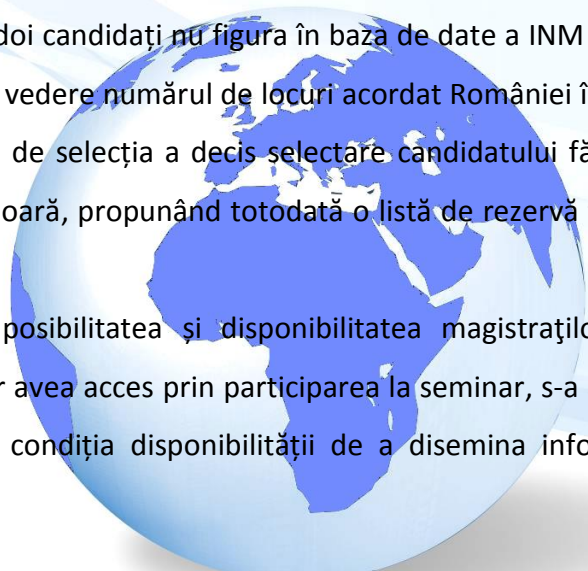 doi candidați nu figura în baza de date a INM
vedere numărul de locuri acordat României î
de selecția a decis selectare candidatului fă
oară, propunând totodată o listă de rezervă
posibilitatea și disponibilitatea magistraţilo
r avea acces prin participarea la seminar, s-a
condiția disponibilității de a disemina info